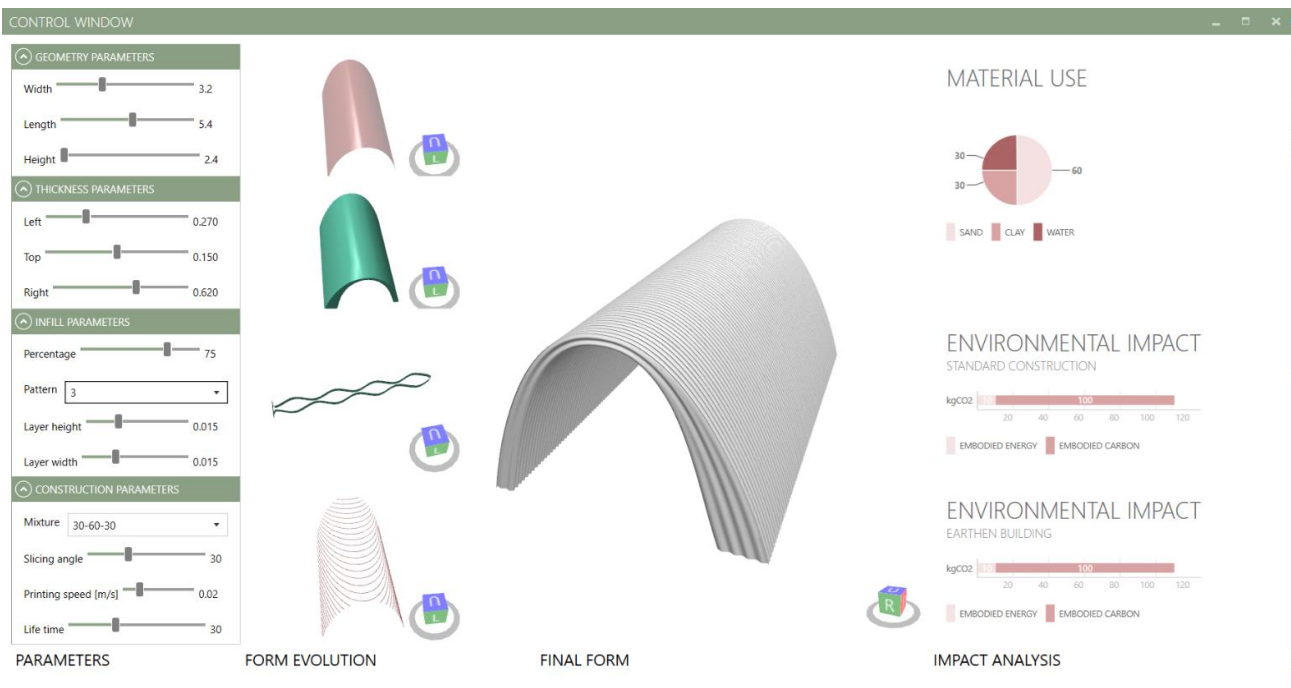 CONTROL WINDOW
GEOMETRY PARAMETERS
Width 3.2
Length 5.4
Height 2.4
THICKNESS PARAMETERS
Left 0.270
Top 0.150
Right 0.620
INFILL PARAMETERS
Percentage 75
Pattern 3
Layer height 0.015
Layer width 0.015
CONSTRUCTION PARAMETERS
Mixture 30-60-30
Slicing angle 30
Printing speed [m/s] 0.02
Life time 30
PARAMETERS
U
L
U
L
U
L
U
L
FORM EVOLUTION
R
FINAL FORM
MATERIAL USE
30
60
30
SAND CLAY WATER
ENVIRONMENTAL IMPACT
STANDARD CONSTRUCTION
kgCO2 10 100
20 40 60 80 100 120
EMBODIED ENERGY EMBODIED CARBON
ENVIRONMENTAL IMPACT
EARTHEN BUILDING
kgCO2 10 100
20 40 60 80 100 120
EMBODIED ENERGY EMBODIED CARBON
IMPACT ANALYSIS